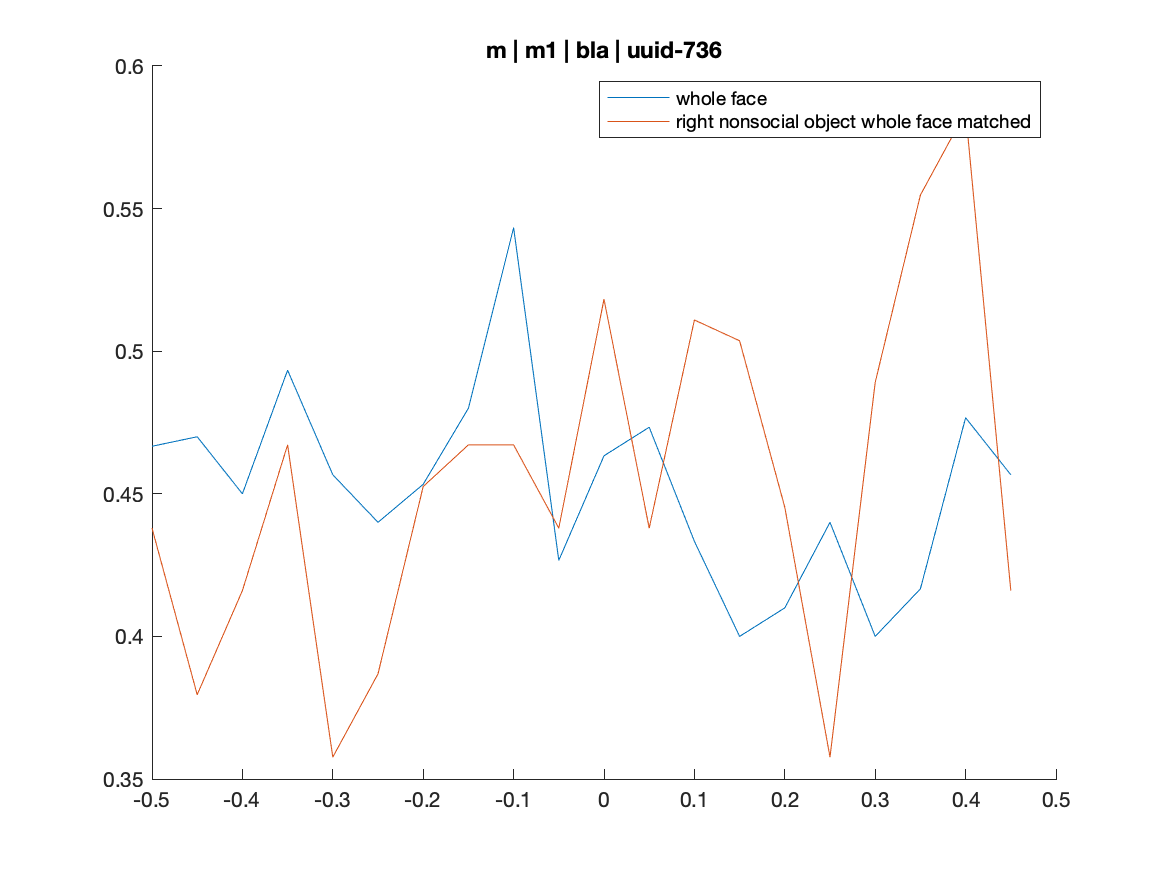 m | m1 | bla | uuid-736
0.6
whole face
right nonsocial object whole face matched
0.55
0.5
0.45
0.4
0.35
-0.5 -0.4 -0.3 -0.2 -0.1 0 0.1 0.2 0.3 0.4 0.5